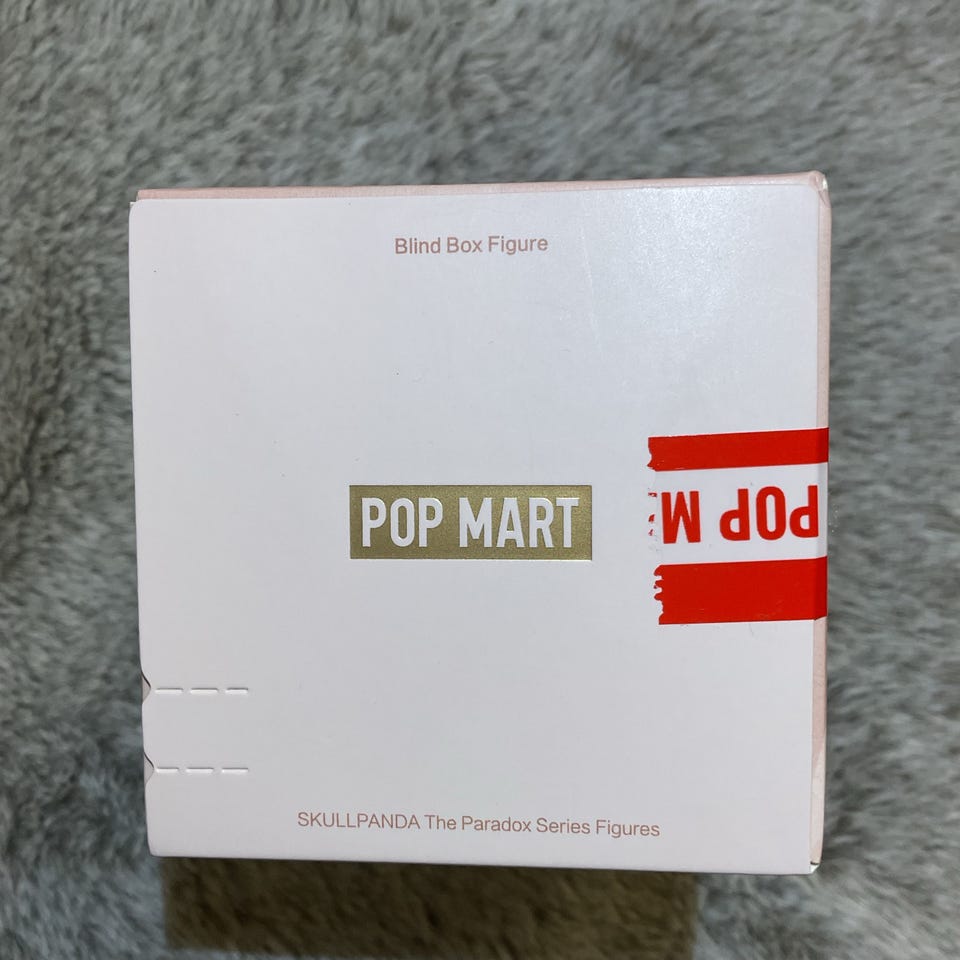 Blind Box Figure
POP MART
POP M
SKULLPANDA The Paradox Series Figures